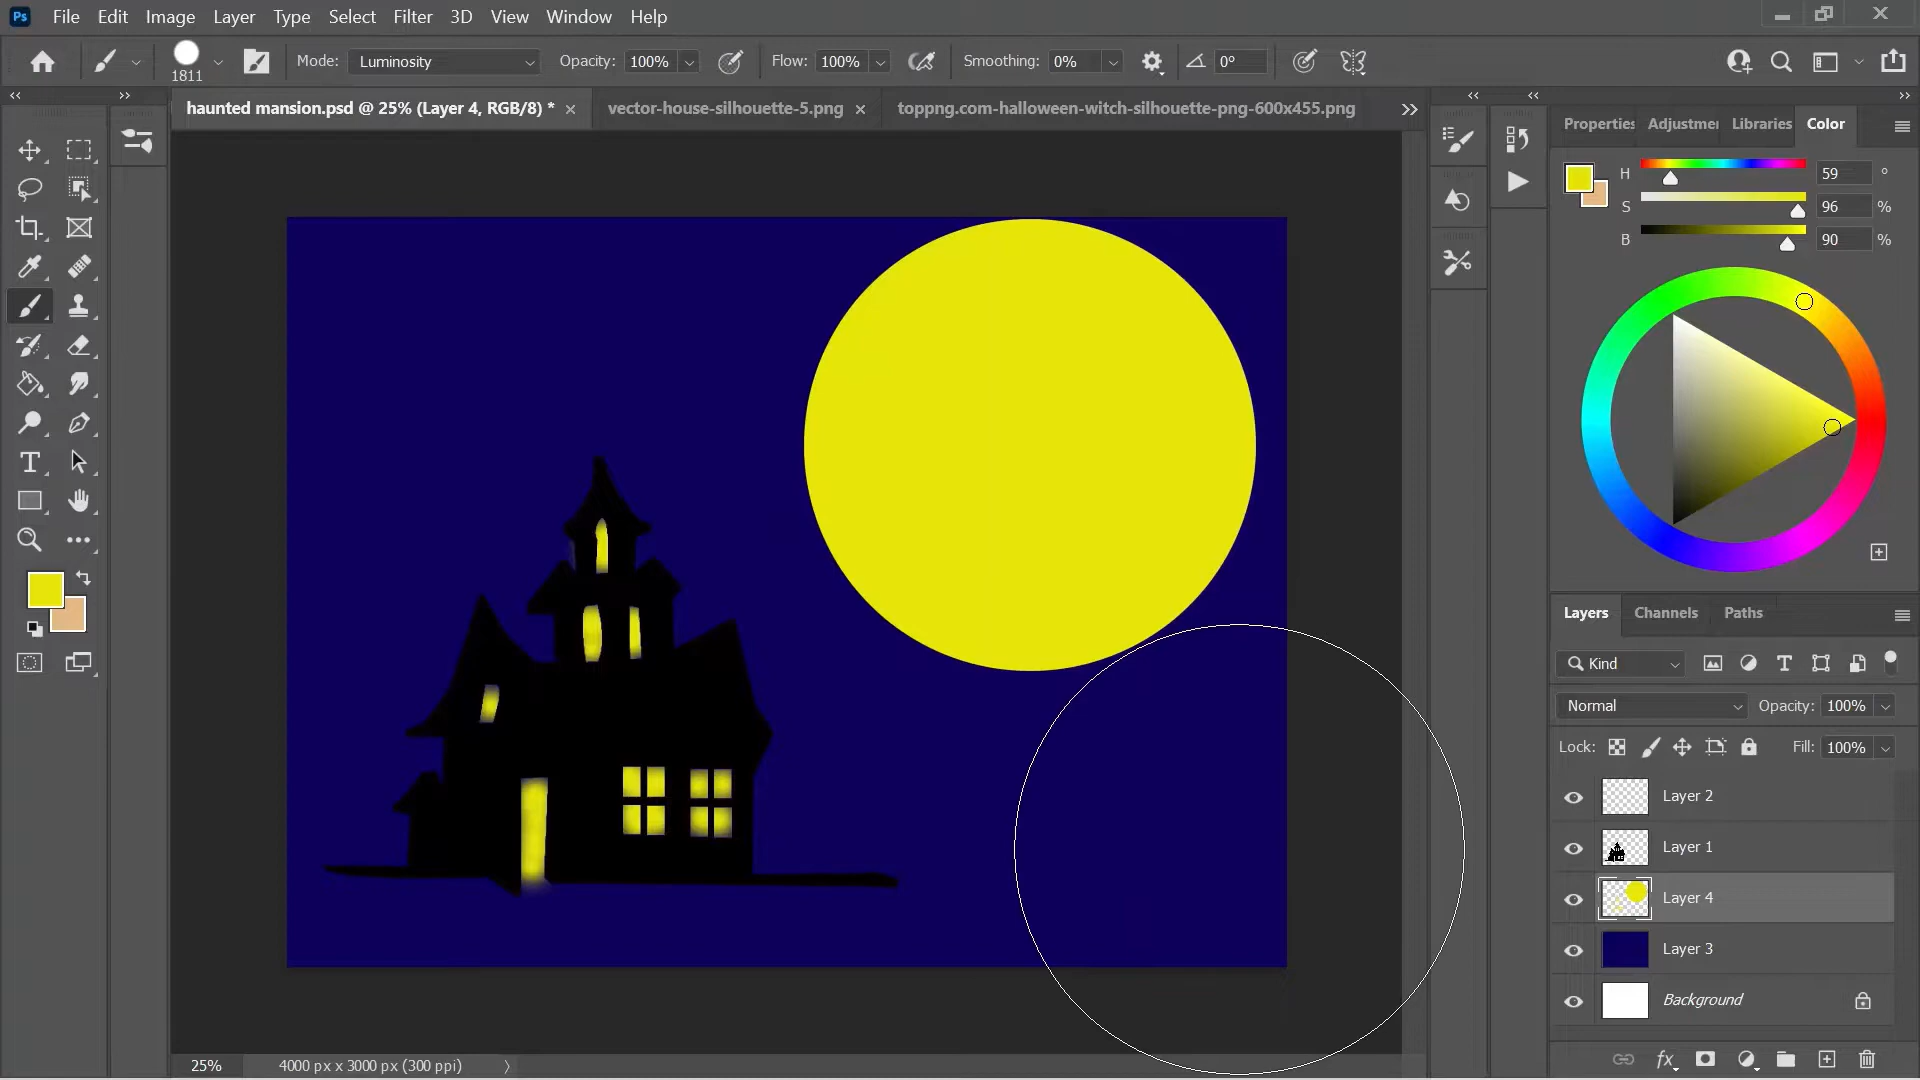 Ps File Edit Image Layer Type Select Filter 3D View Window Help
1811 Mode: Luminosity Opacity: 100% Flow: 100% Smoothing: 0% 0°
haunted mansion.psd @ 25% (Layer 4, RGB/8) * vector-house-silhouette-5.png toppng.com-halloween-witch-silhouette-png-600x455.png
Properties Adjustmer Libraries Color
H 59 °
S 96 %
B 90 %
Layers Channels Paths
Kind
Normal Opacity: 100%
Lock: Fill: 100%
Layer 2
Layer 1
Layer 4
Layer 3
Background
25% 4000 px x 3000 px (300 ppi)